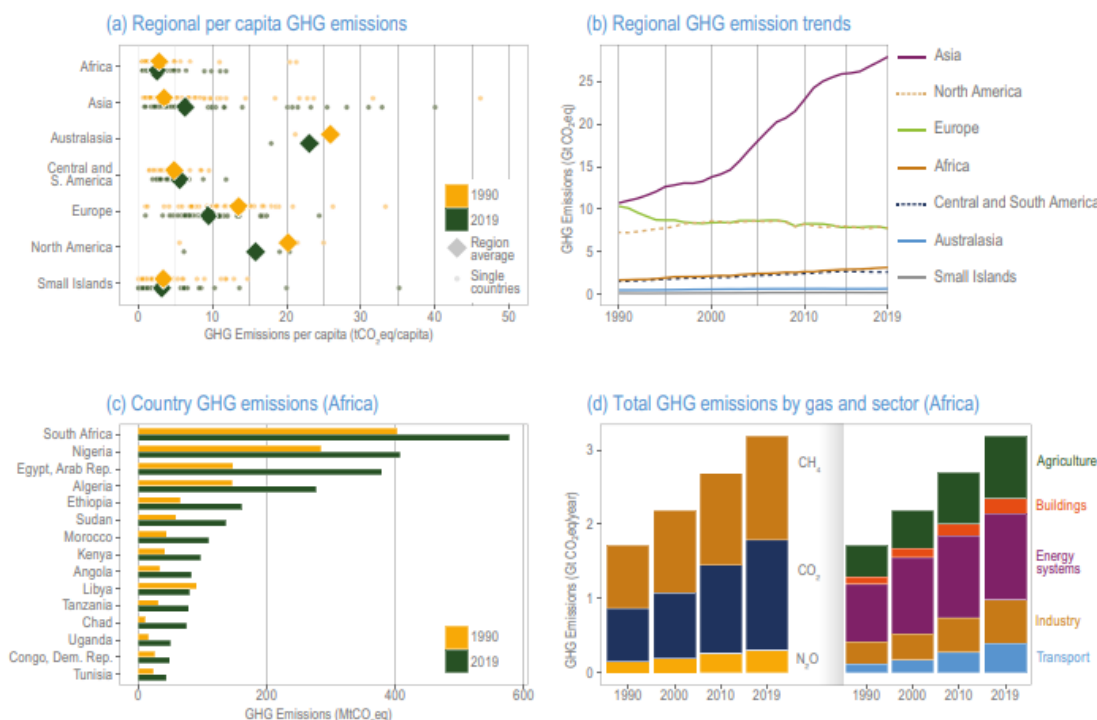 (a) Regional per capita GHG emissions
Africa
Asia
Australasia
Central and
S. America
Europe
North America
Small Islands
1990
2019
Region
average
Single
countries
0 10 20 30 40 50
GHG Emissions per capita (tCO₂eq/capita)
(b) Regional GHG emission trends
GHG Emissions (Gt CO₂eq)
25
20
15
10
5
0
1990 2000 2010 2019
Asia
North America
Europe
Africa
Central and South America
Australasia
Small Islands
(c) Country GHG emissions (Africa)
South Africa
Nigeria
Egypt, Arab Rep.
Algeria
Ethiopia
Sudan
Morocco
Kenya
Angola
Libya
Tanzania
Chad
Uganda
Congo, Dem. Rep.
Tunisia
1990
2019
0 200 400 600
GHG Emissions (MtCO₂eq)
(d) Total GHG emissions by gas and sector (Africa)
GHG Emissions (Gt CO₂eq/year)
3
2
1
0
CH₄
CO₂
N₂O
1990 2000 2010 2019
Agriculture
Buildings
Energy
systems
Industry
Transport
1990 2000 2010 2019